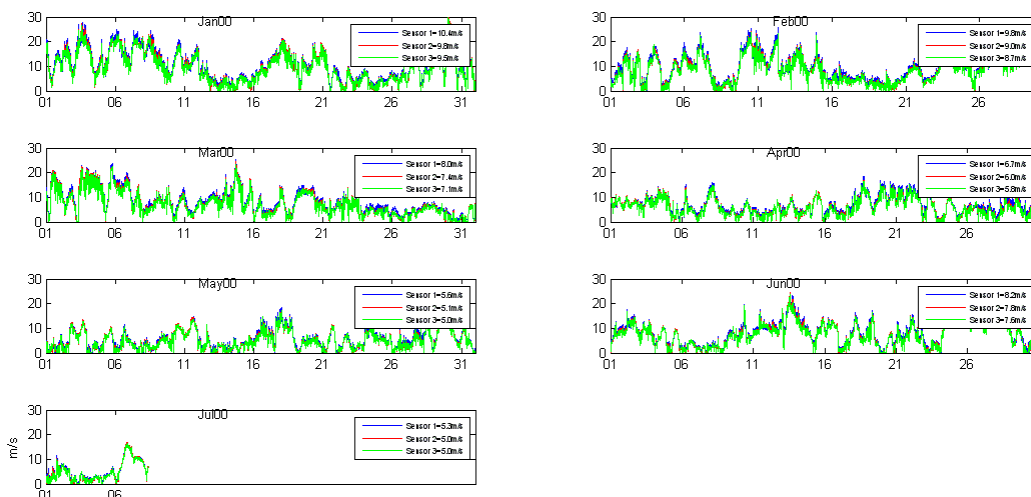 Jan00
30
20
10
0
Sensor 1=10.4m/s
Sensor 2=9.8m/s
Sensor 3=9.5m/s
01 06 11 16 21 26 31
Feb00
30
20
10
0
Sensor 1=9.8m/s
Sensor 2=9.0m/s
Sensor 3=8.7m/s
01 06 11 16 21 26
Mar00
30
20
10
0
Sensor 1=8.0m/s
Sensor 2=7.4m/s
Sensor 3=7.1m/s
01 06 11 16 21 26 31
Apr00
30
20
10
0
Sensor 1=6.7m/s
Sensor 2=6.0m/s
Sensor 3=5.8m/s
01 06 11 16 21 26
May00
30
20
10
0
Sensor 1=5.6m/s
Sensor 2=5.1m/s
Sensor 3=5.0m/s
01 06 11 16 21 26 31
Jun00
30
20
10
0
Sensor 1=8.2m/s
Sensor 2=7.8m/s
Sensor 3=7.6m/s
01 06 11 16 21 26
Jul00
30
20
10
0
m/s
Sensor 1=5.3m/s
Sensor 2=5.0m/s
Sensor 3=5.0m/s
01 06